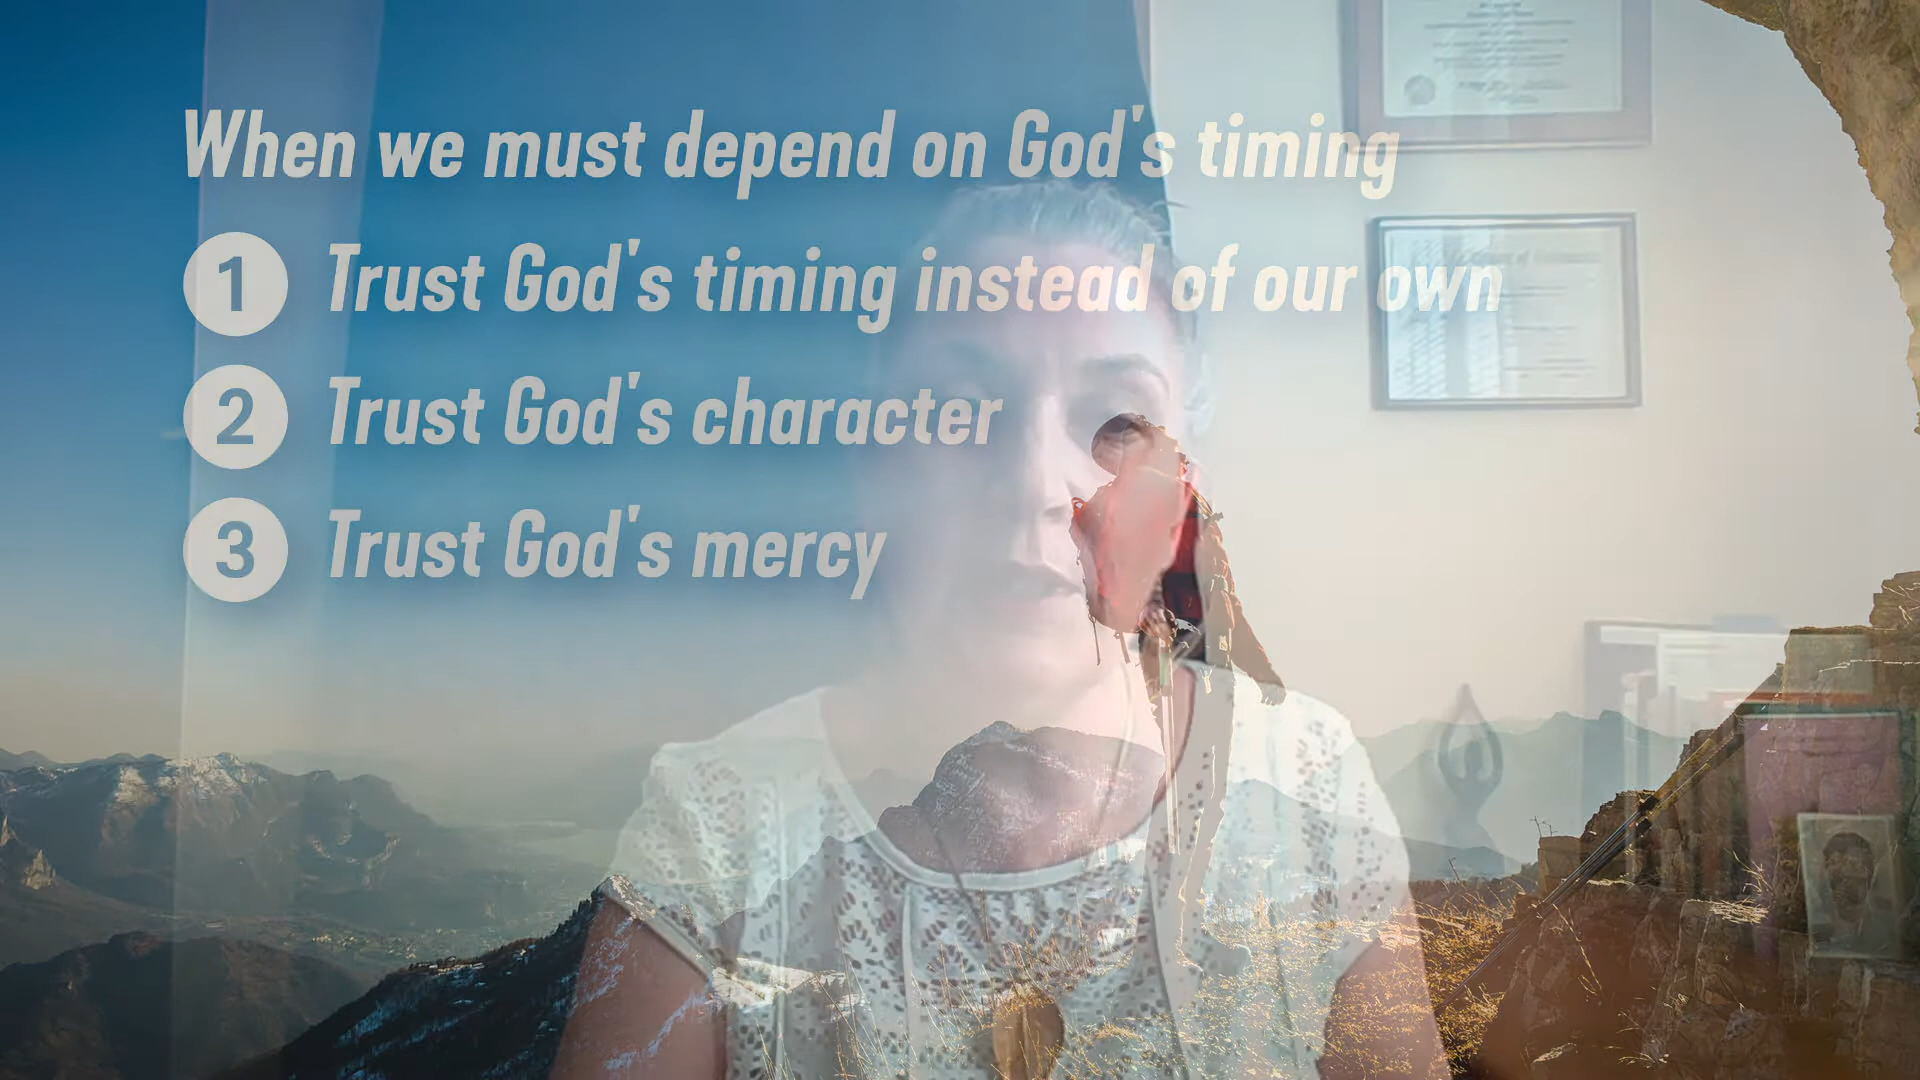 When we must depend on God's timing
1 Trust God's timing instead of our own
2 Trust God's character
3 Trust God's mercy